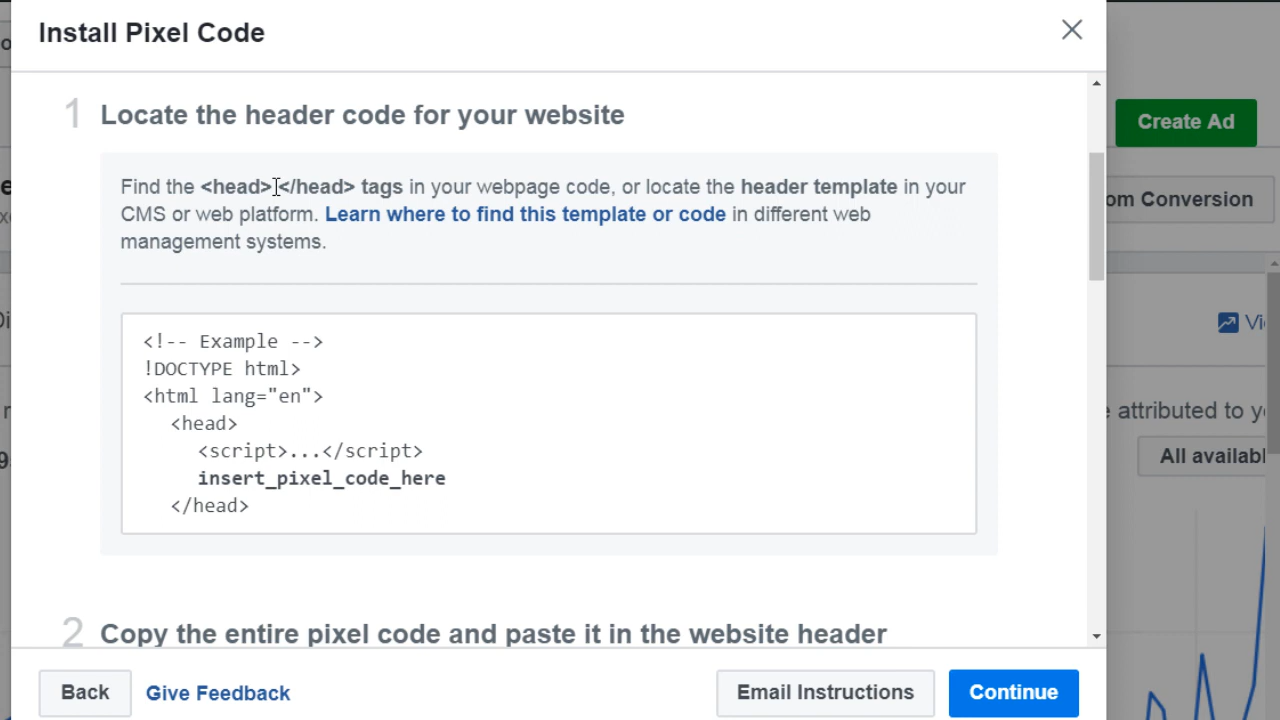 Install Pixel Code
1 Locate the header code for your website
Create Ad
Find the <head> </head> tags in your webpage code, or locate the header template in your
om Conversion
CMS or web platform. Learn where to find this template or code in different web
management systems.
Vi
<!-- Example -->
!DOCTYPE html>
<html lang="en">
<head>
attributed to y
<script>...</script>
All availabl
insert_pixel_code_here
</head>
2 Copy the entire pixel code and paste it in the website header
Back
Give Feedback
Email Instructions
Continue